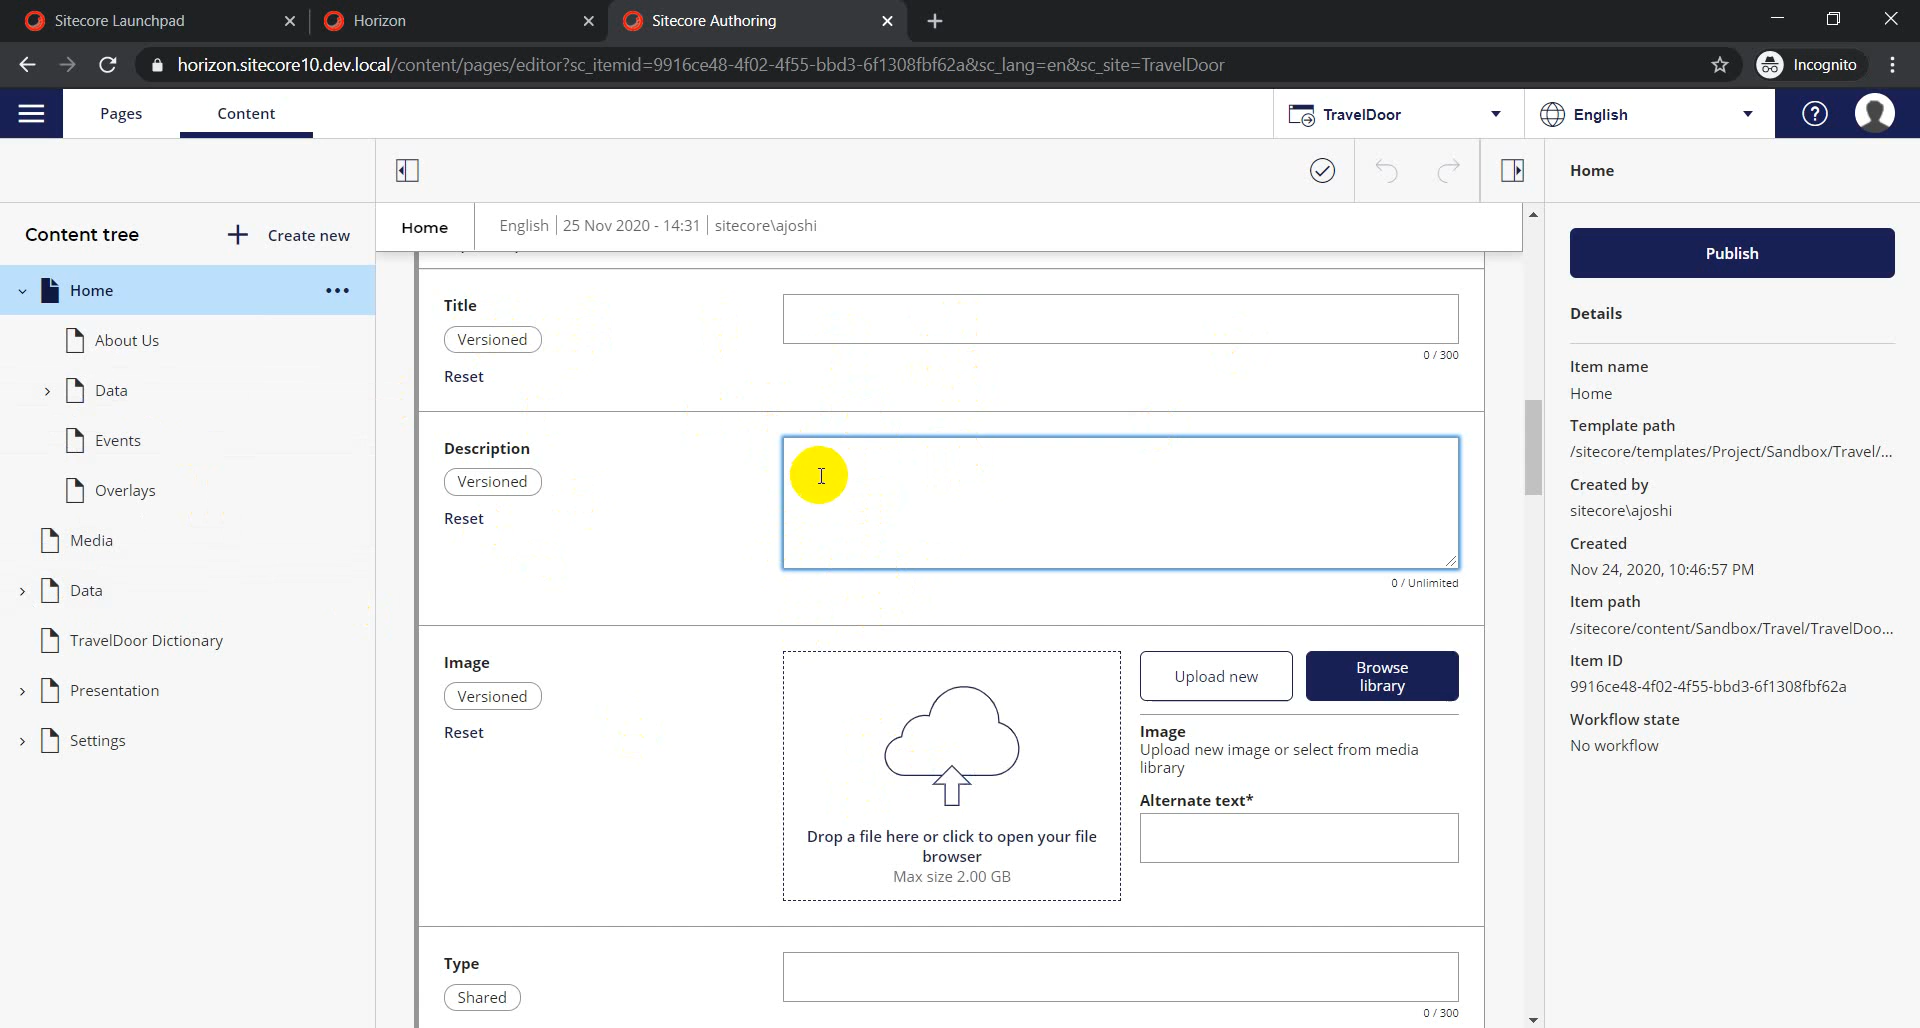 Sitecore Launchpad
Horizon
Sitecore Authoring
horizon.sitecore10.dev.local/content/pages/editor?sc_itemid=9916ce48-4f02-4f55-bbd3-6f1308fbf62a&sc_lang=en&sc_site=TravelDoor
Incognito
Pages
Content
TravelDoor
English
Home
Content tree
Create new
Home
About Us
Data
Events
Overlays
Media
Data
TravelDoor Dictionary
Presentation
Settings
Home
English
25 Nov 2020 - 14:31
sitecore\ajoshi
Title
Versioned
Reset
0 / 300
Description
Versioned
Reset
0 / Unlimited
Image
Versioned
Reset
Drop a file here or click to open your file
browser
Max size 2.00 GB
Upload new
Browse
library
Image
Upload new image or select from media
library
Alternate text*
Type
Shared
0 / 300
Publish
Details
Item name
Home
Template path
/sitecore/templates/Project/Sandbox/Travel/...
Created by
sitecore\ajoshi
Created
Nov 24, 2020, 10:46:57 PM
Item path
/sitecore/content/Sandbox/Travel/TravelDoo...
Item ID
9916ce48-4f02-4f55-bbd3-6f1308fbf62a
Workflow state
No workflow